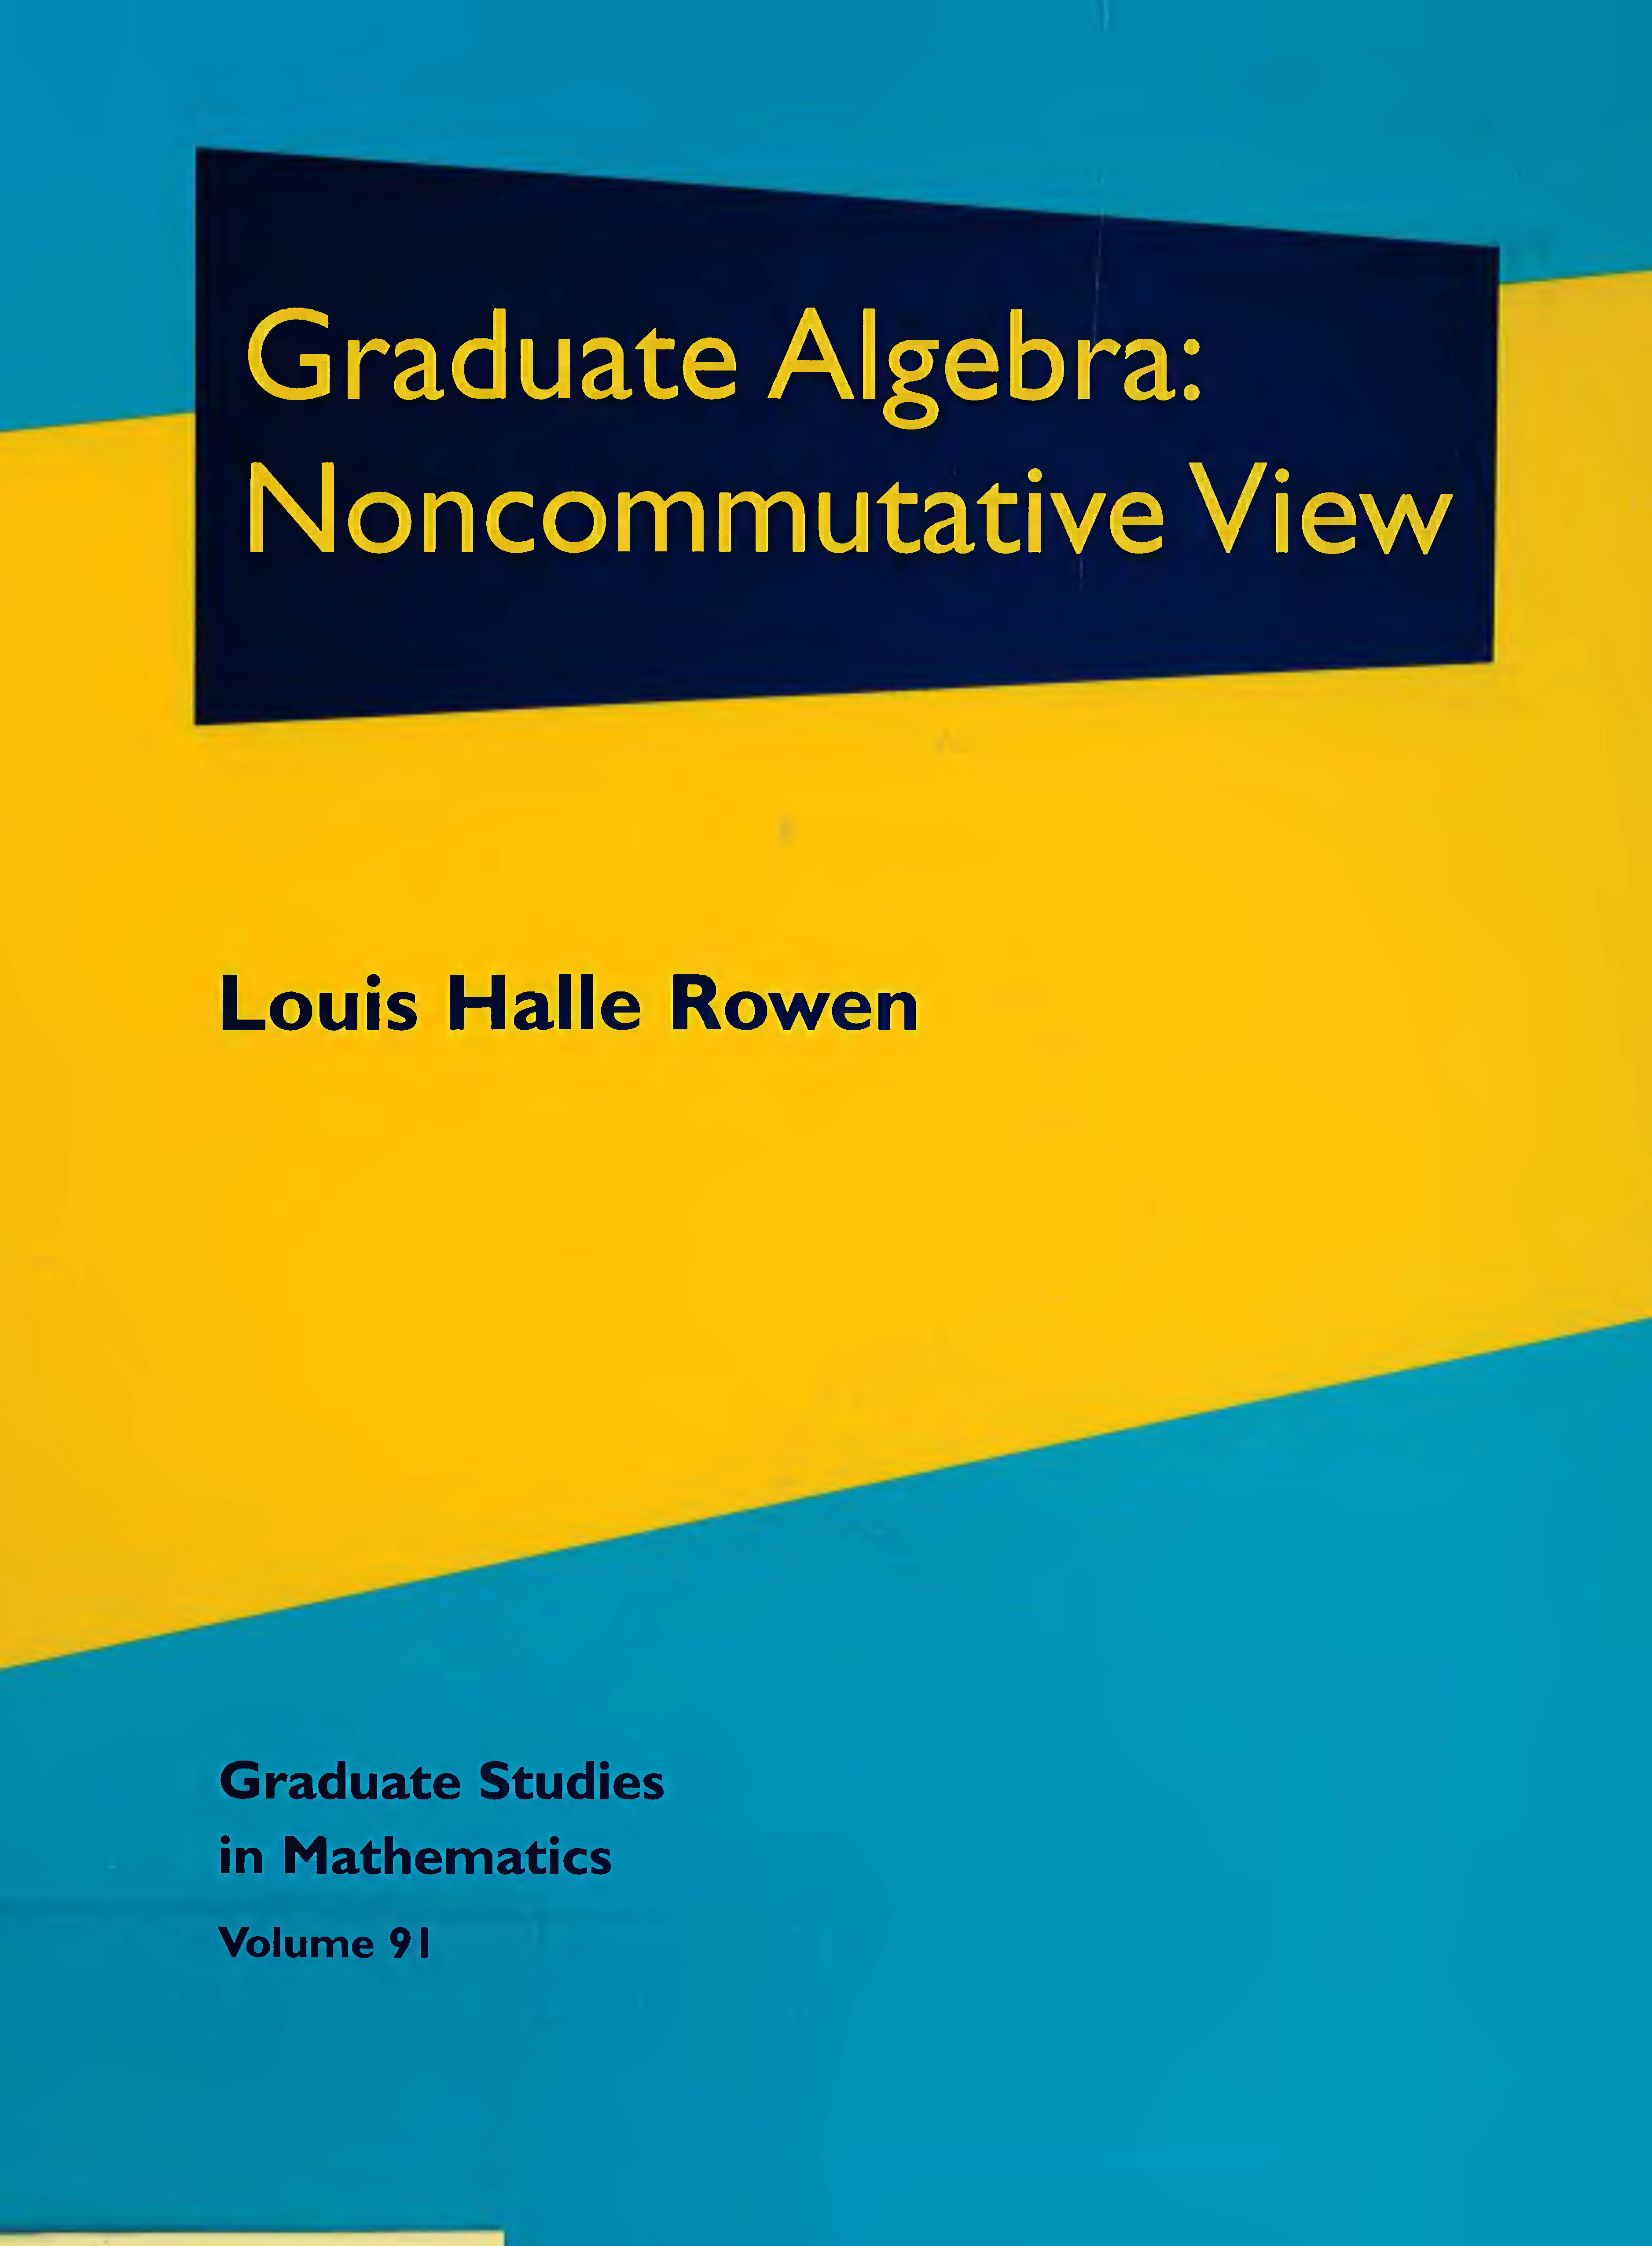 Graduate Algebra:
Noncommutative View
Louis Halle Rowen
Graduate Studies
in Mathematics
Volume 91